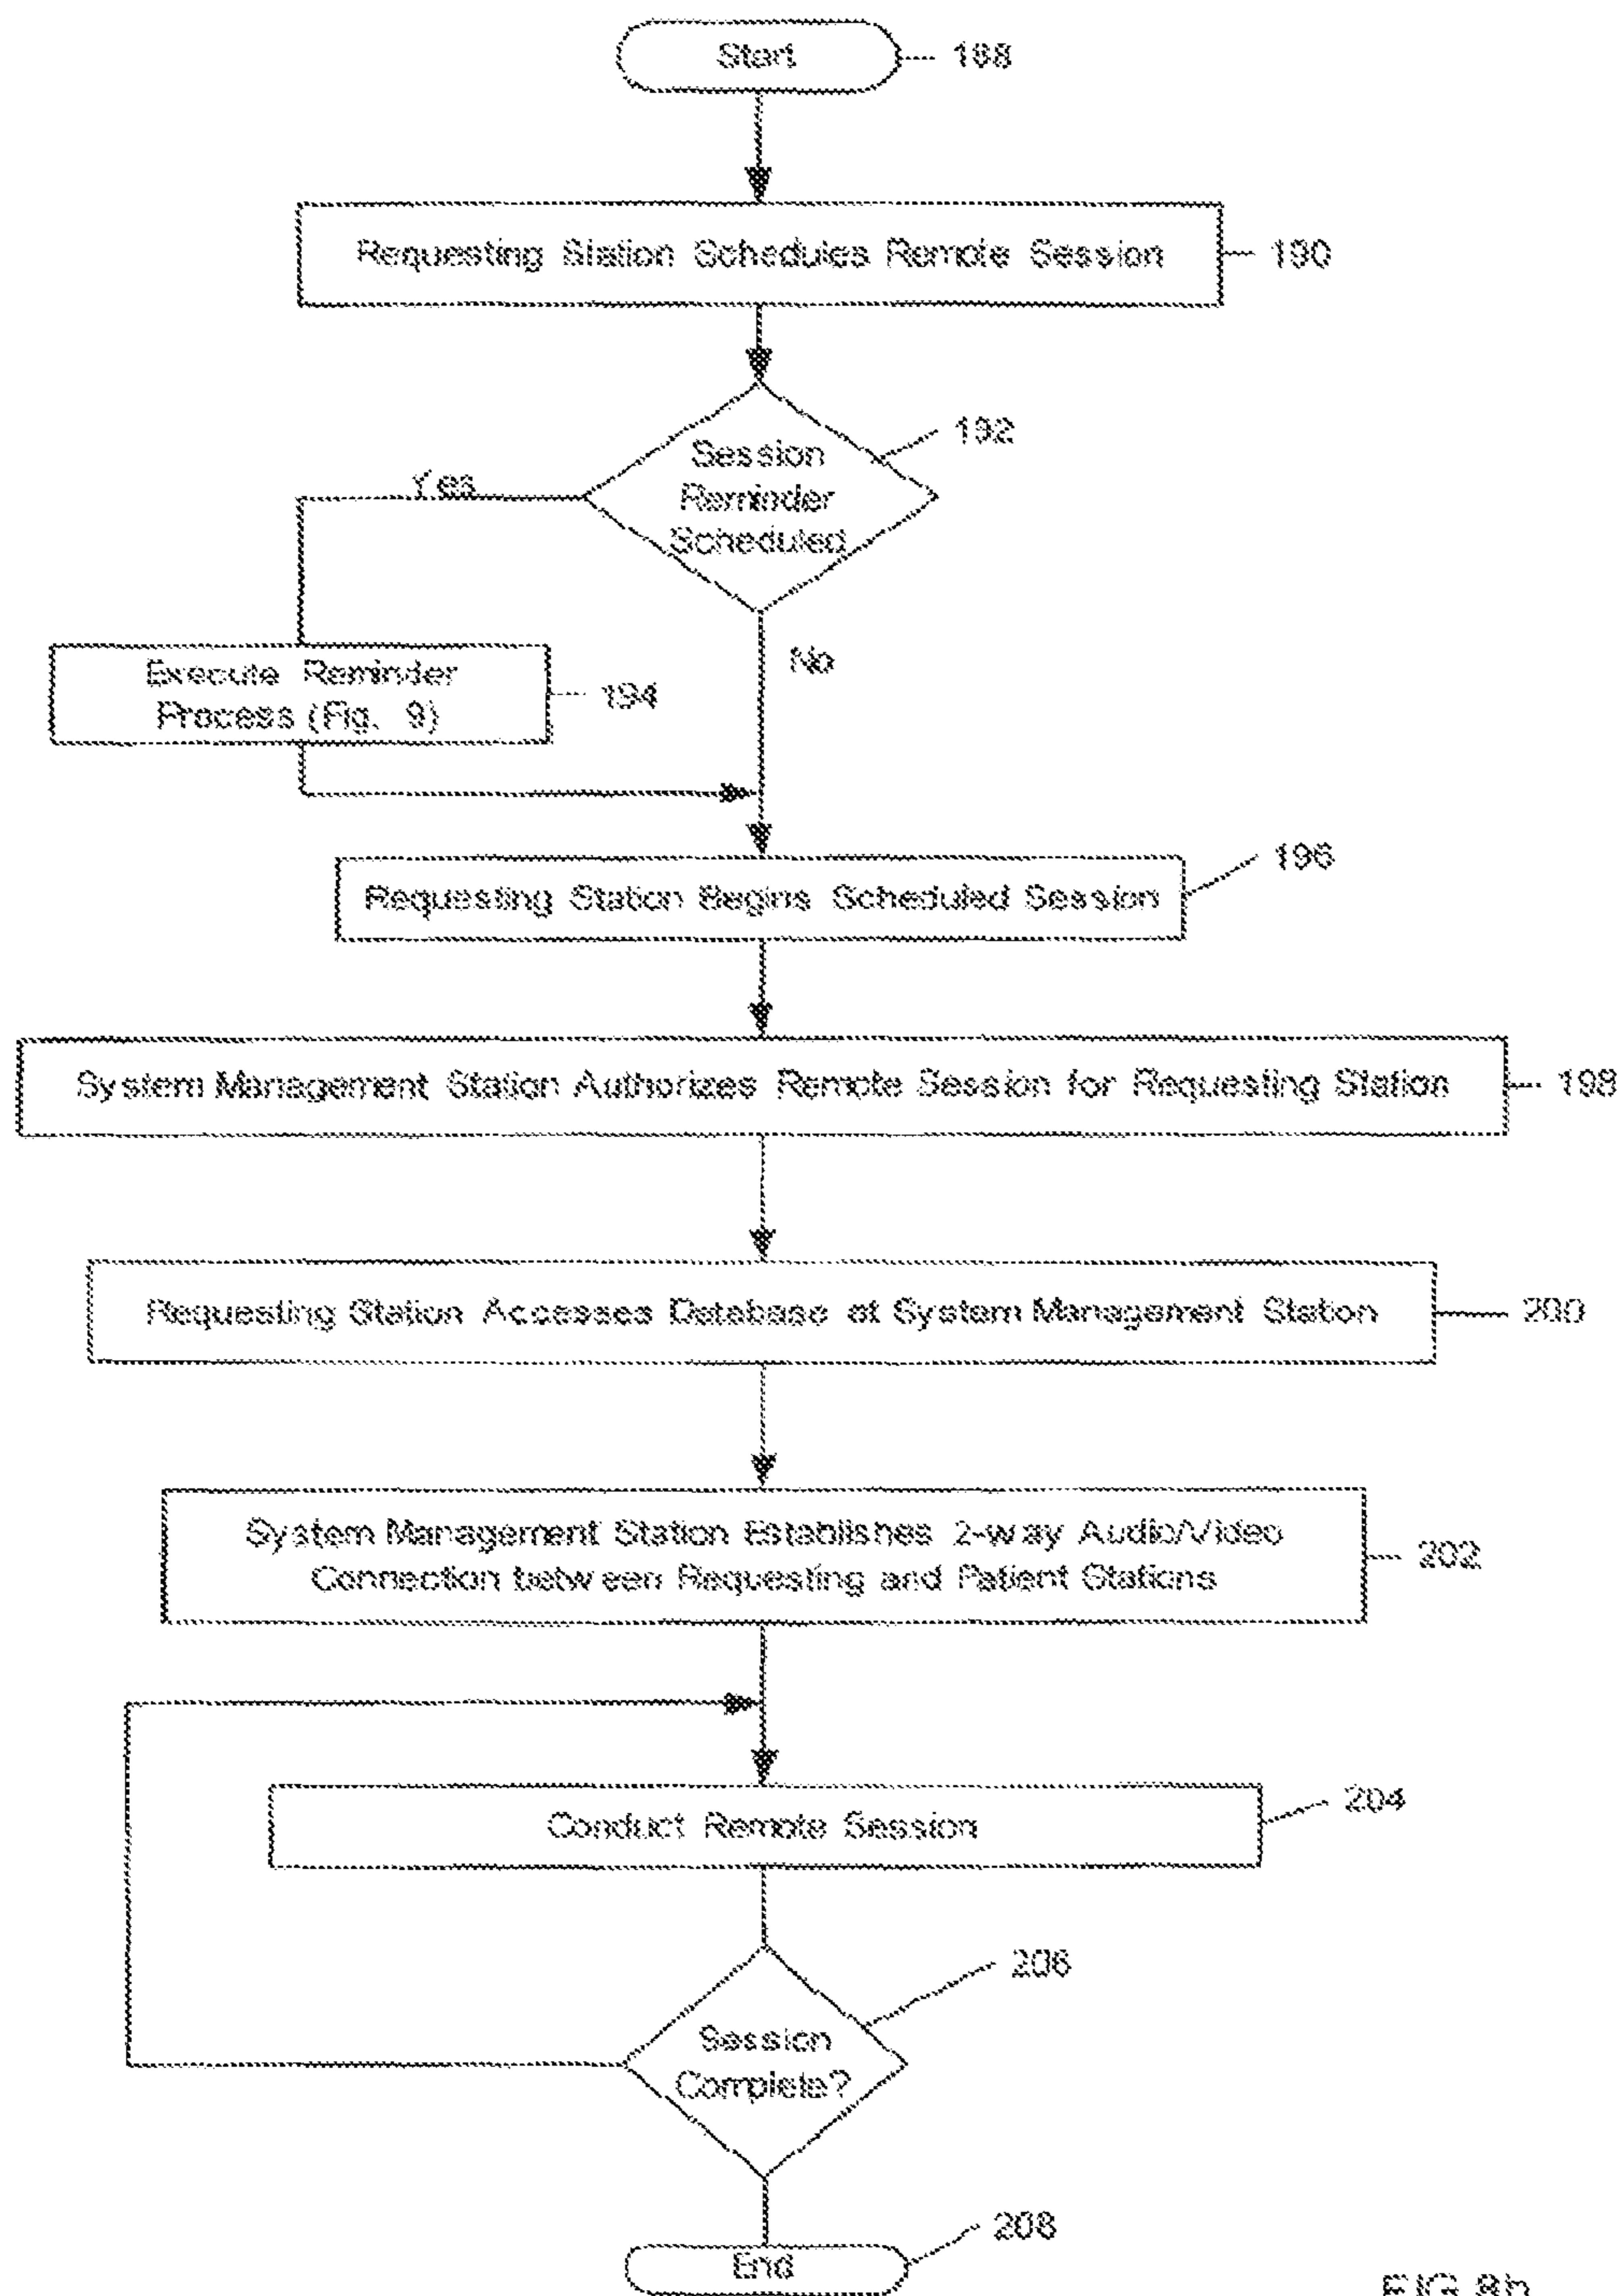 Start
188
Requesting Station Schedules Remote Session
190
192
Session
Reminder
Scheduled
Yes
No
Execute Reminder
Process (Fig. 9)
194
196
Requesting Station Begins Scheduled Session
System Management Station Authorizes Remote Session for Requesting Station
198
Requesting Station Accesses Database at System Management Station
200
System Management Station Establishes 2-way Audio/Video
Connection between Requesting and Patient Stations
202
204
Conduct Remote Session
206
Session
Complete?
208
End
FIG 8b